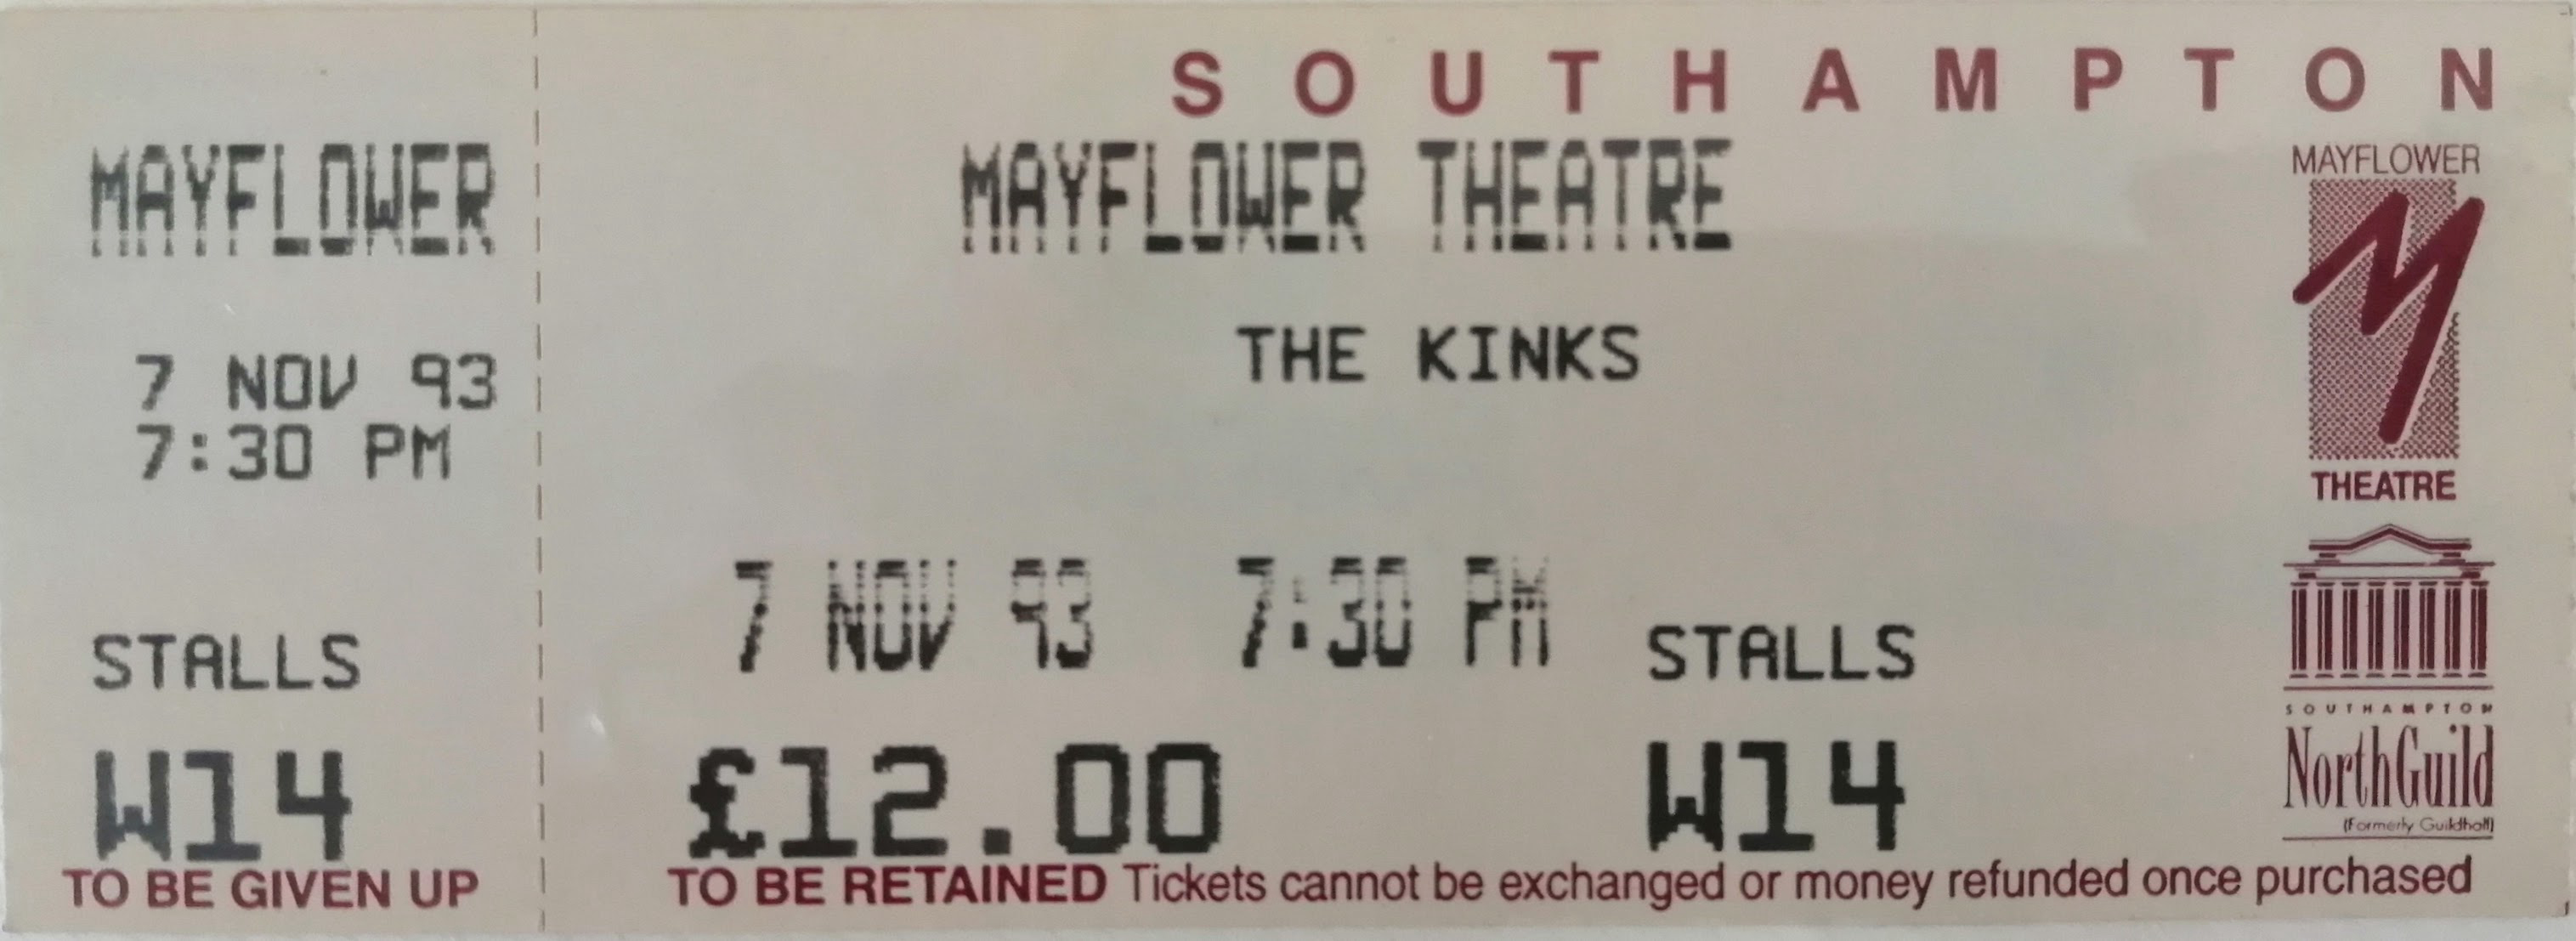 MAYFLOWER
7 NOV 93
7:30 PM
STALLS
W14
TO BE GIVEN UP
SOUTHAMPTON
MAYFLOWER THEATRE
THE KINKS
7 NOV 93 7:30 PM
STALLS
£12.00
W14
TO BE RETAINED Tickets cannot be exchanged or money refunded once purchased
MAYFLOWER
M
THEATRE
SOUTHAMPTON
NorthGuild
(Formerly Guildhall)